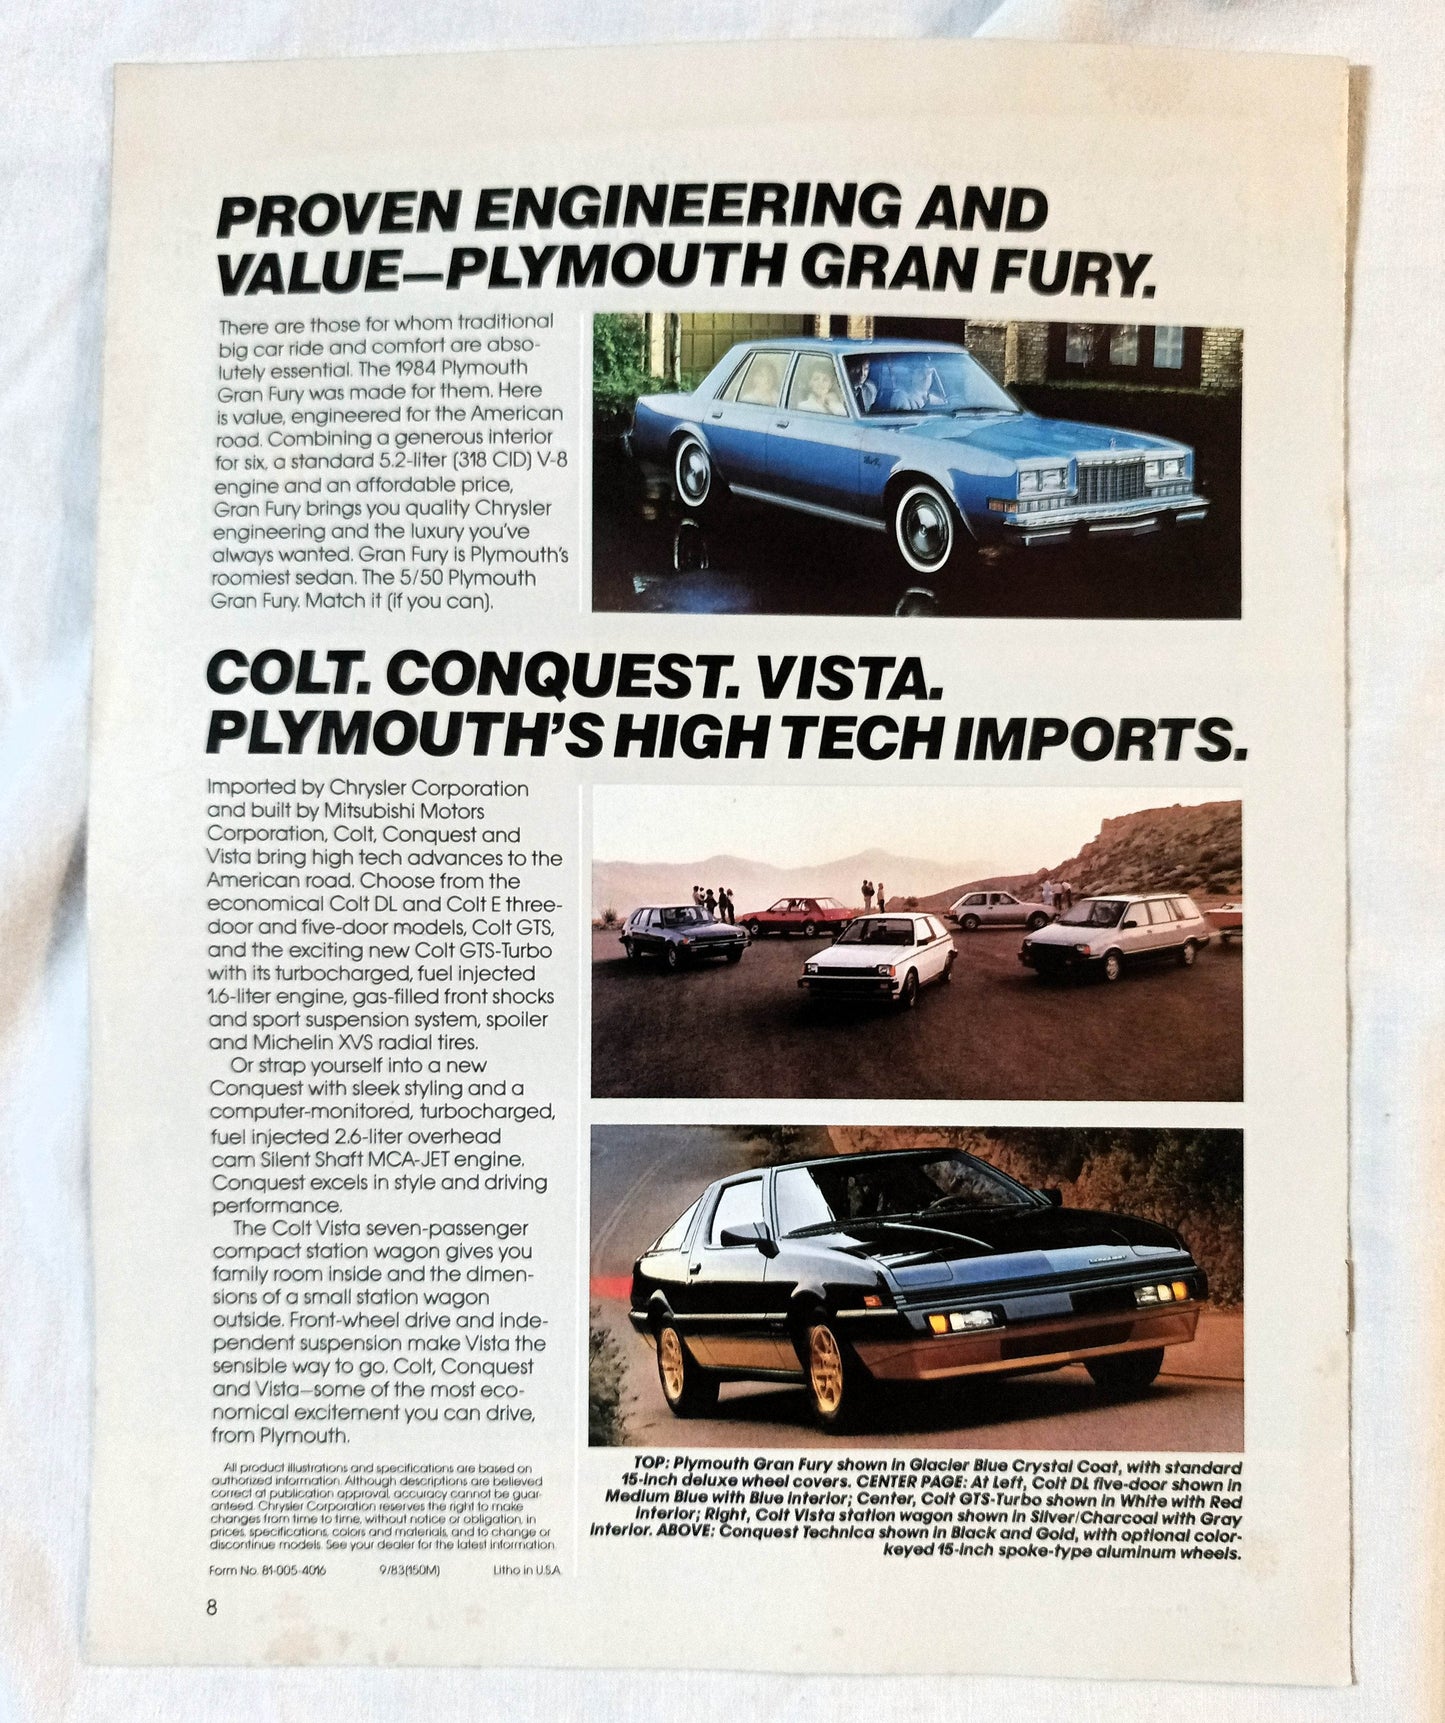 PROVEN ENGINEERING AND
VALUE—PLYMOUTH GRAN FURY.
There are those for whom traditional
big car ride and comfort are abso-
lutely essential. The 1984 Plymouth
Gran Fury was made for them. Here
is value, engineered for the American
road. Combining a generous interior
for six, a standard 5.2-liter (318 CID) V-8
engine and an affordable price,
Gran Fury brings you quality Chrysler
engineering and the luxury you've
always wanted. Gran Fury is Plymouth's
roomiest sedan. The 5/50 Plymouth
Gran Fury. Match it (if you can).
COLT. CONQUEST. VISTA.
PLYMOUTH'S HIGH TECH IMPORTS.
Imported by Chrysler Corporation
and built by Mitsubishi Motors
Corporation, Colt, Conquest and
Vista bring high tech advances to the
American road. Choose from the
economical Colt DL and Colt E three-
door and five-door models, Colt GTS,
and the exciting new Colt GTS-Turbo
with its turbocharged, fuel injected
1.6-liter engine, gas-filled front shocks
and sport suspension system, spoiler
and Michelin XVS radial tires.
Or strap yourself into a new
Conquest with sleek styling and a
computer-monitored, turbocharged,
fuel injected 2.6-liter overhead
cam Silent Shaft MCA-JET engine.
Conquest excels in style and driving
performance.
The Colt Vista seven-passenger
compact station wagon gives you
family room inside and the dimen-
sions of a small station wagon
outside. Front-wheel drive and inde-
pendent suspension make Vista the
sensible way to go. Colt, Conquest
and Vista—some of the most eco-
nomical excitement you can drive,
from Plymouth.
All product illustrations and specifications are based on
authorized information. Although descriptions are believed
correct at publication approval, accuracy cannot be guar-
anteed. Chrysler Corporation reserves the right to make
changes from time to time, without notice or obligation, in
prices, specifications, colors and materials, and to change or
discontinue models. See your dealer for the latest information.
Form No. 81-005-4016 9/83(150M) Litho in U.S.A.
8
TOP: Plymouth Gran Fury shown in Glacier Blue Crystal Coat, with standard
15-inch deluxe wheel covers. CENTER PAGE: At Left, Colt DL five-door shown in
Medium Blue with Blue interior; Center, Colt GTS-Turbo shown in White with Red
interior; Right, Colt Vista station wagon shown in Silver/Charcoal with Gray
interior. ABOVE: Conquest Technica shown in Black and Gold, with optional color-
keyed 15-inch spoke-type aluminum wheels.